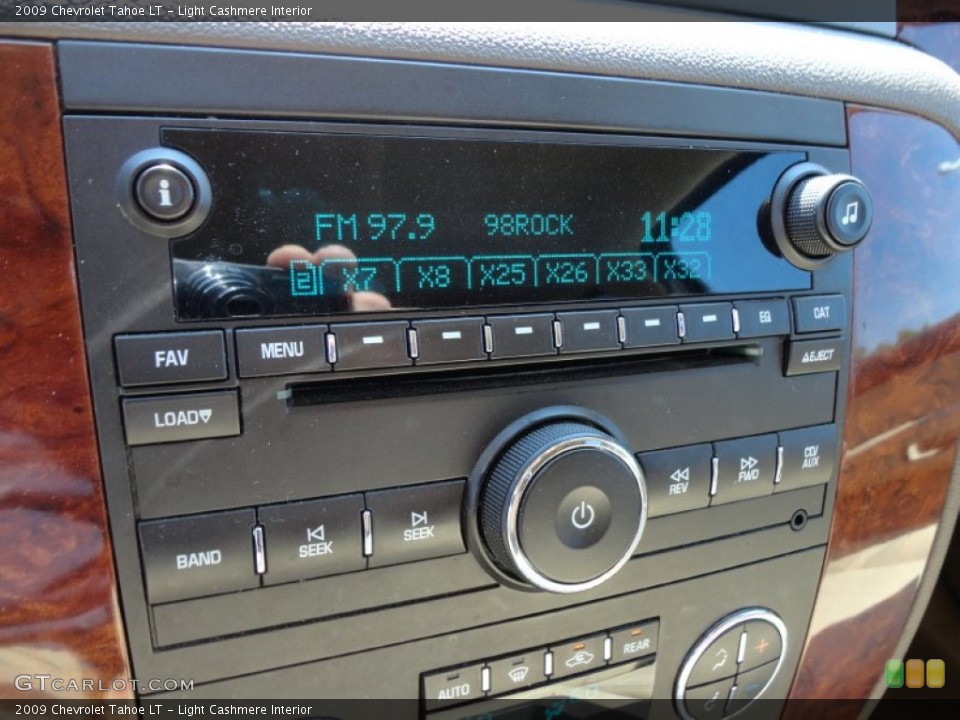 2009 Chevrolet Tahoe LT - Light Cashmere Interior
FM 97.9 98ROCK 11:28
2 X7 X8 X25 X26 X33 X32
FAV MENU EQ CAT
LOAD EJECT
BAND SEEK SEEK REV FWD CD/AUX
AUTO REAR
GTCARLOT.COM
2009 Chevrolet Tahoe LT - Light Cashmere Interior